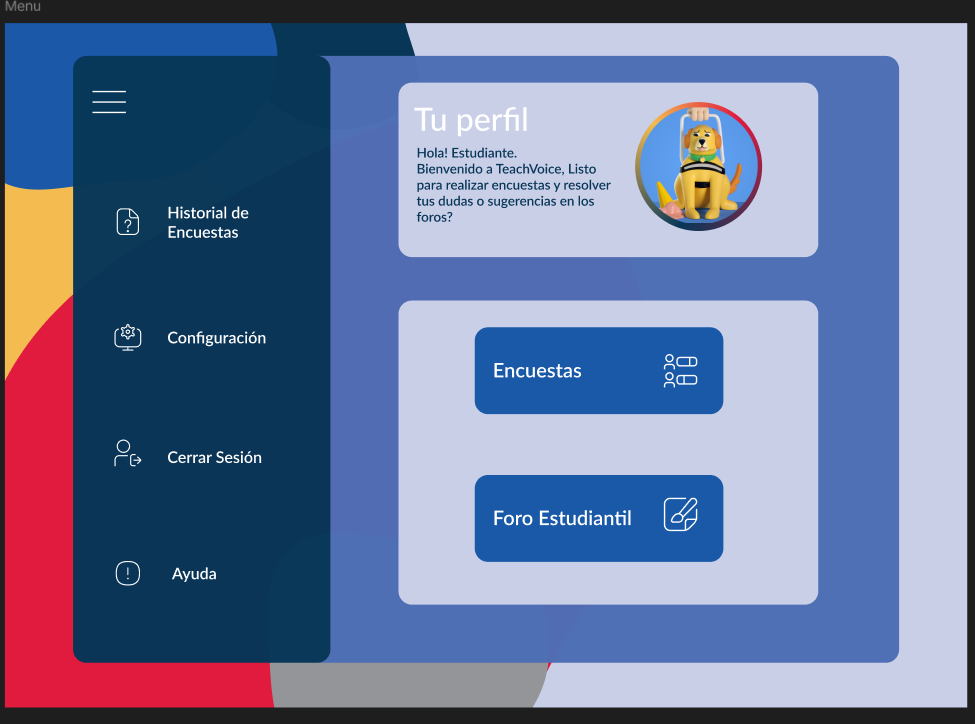 Menu
Historial de
Encuestas
Configuración
Cerrar Sesión
Ayuda
Tu perfil
Hola! Estudiante.
Bienvenido a TeachVoice, Listo
para realizar encuestas y resolver
tus dudas o sugerencias en los
foros?
Encuestas
Foro Estudiantil